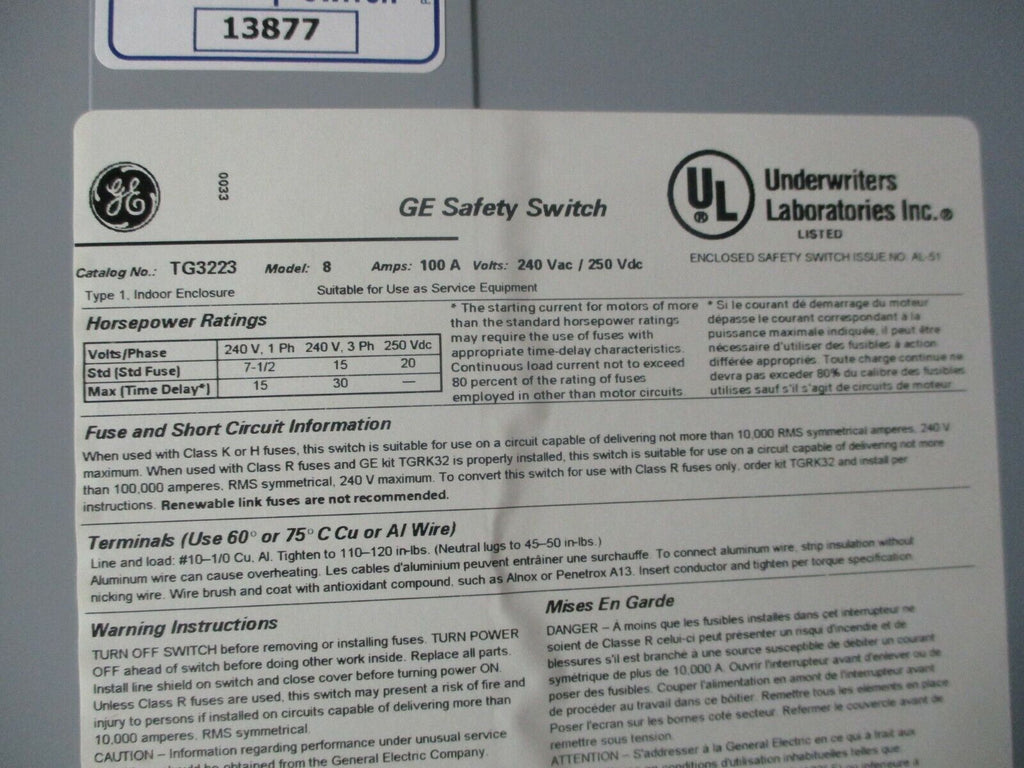 13877
GE
0033
GE Safety Switch
UL
Underwriters
Laboratories Inc.®
LISTED
Catalog No.: TG3223 Model: 8 Amps: 100 A Volts: 240 Vac / 250 Vdc
ENCLOSED SAFETY SWITCH ISSUE NO. AL-51
Type 1, Indoor Enclosure Suitable for Use as Service Equipment
Horsepower Ratings
Volts/Phase 240 V, 1 Ph 240 V, 3 Ph 250 Vdc
Std (Std Fuse) 7-1/2 15 20
Max (Time Delay*) 15 30 —
* The starting current for motors of more
than the standard horsepower ratings
may require the use of fuses with
appropriate time-delay characteristics.
Continuous load current not to exceed
80 percent of the rating of fuses
employed in other than motor circuits.
* Si le courant de démarrage du moteur
dépasse le courant correspondant à la
puissance maximale indiquée, il peut être
nécessaire d'utiliser des fusibles à action
différée appropriés. Toute charge continue ne
devra pas exceder 80% du calibre des fusibles
utilises sauf s'il s'agit de circuits de moteur.
Fuse and Short Circuit Information
When used with Class K or H fuses, this switch is suitable for use on a circuit capable of delivering not more than 10,000 RMS symmetrical amperes, 240 V
maximum. When used with Class R fuses and GE kit TGRK32 is properly installed, this switch is suitable for use on a circuit capable of delivering not more
than 100,000 amperes. RMS symmetrical, 240 V maximum. To convert this switch for use with Class R fuses only, order kit TGRK32 and install per
instructions. Renewable link fuses are not recommended.
Terminals (Use 60° or 75° C Cu or Al Wire)
Line and load: #10–1/0 Cu, Al. Tighten to 110–120 in-lbs. (Neutral lugs to 45–50 in-lbs.)
Aluminum wire can cause overheating. Les cables d'aluminium peuvent entràiner une surchauffe. To connect aluminum wire, strip insulation without
nicking wire. Wire brush and coat with antioxidant compound, such as Alnox or Penetrox A13. Insert conductor and tighten per torque specification.
Warning Instructions
TURN OFF SWITCH before removing or installing fuses. TURN POWER
OFF ahead of switch before doing other work inside. Replace all parts.
Install line shield on switch and close cover before turning power ON.
Unless Class R fuses are used, this switch may present a risk of fire and
injury to persons if installed on circuits capable of delivering more than
10,000 amperes. RMS symmetrical.
CAUTION – Information regarding performance under unusual service
be obtained from the General Electric Company.
Mises En Garde
DANGER – À moins que les fusibles installes dans cet interrupteur ne
soient de Classe R celui-ci peut présenter un risqui d'incendie et de
blessures s'il est branché à une source susceptible de débiter un courant
symétrique de plus de 10,000 A. Ouvrir l'interrupteur avant d'enlever ou de
poser des fusibles. Couper l'alimentation en amont de l'interrupteur avant
de procéder au travail dans ce bôitier. Remettre tous les elements en place
Poser l'ecran sur les bornes coté secteur. Refermer le couvercle avant de
remettre sous tension.
ATTENTION – S'addresser à la General Electric en ce qui a trait aux
conditions d'utilisation inhabituelles telles que